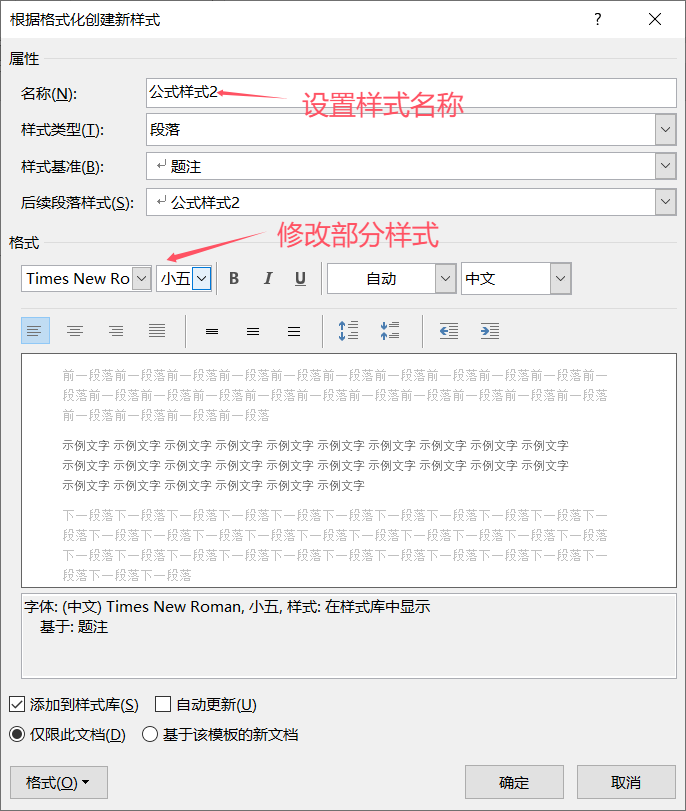 根据格式化创建新样式
属性
名称(N): 公式样式2
设置样式名称
样式类型(T): 段落
样式基准(B): ↵ 题注
后续段落样式(S): ↵ 公式样式2
修改部分样式
格式
Times New Ro 小五 B I U 自动 中文
前一段落前一段落前一段落前一段落前一段落前一段落前一段落前一段落前一段落前一段落前一
段落前一段落前一段落前一段落前一段落前一段落前一段落前一段落前一段落前一段落前一段落
前一段落前一段落前一段落前一段落
示例文字 示例文字 示例文字 示例文字 示例文字 示例文字 示例文字 示例文字 示例文字 示例文字
示例文字 示例文字 示例文字 示例文字 示例文字 示例文字 示例文字 示例文字 示例文字 示例文字
示例文字 示例文字 示例文字 示例文字 示例文字 示例文字
下一段落下一段落下一段落下一段落下一段落下一段落下一段落下一段落下一段落下一段落下一
段落下一段落下一段落下一段落下一段落下一段落下一段落下一段落下一段落下一段落下一段落
下一段落下一段落下一段落下一段落下一段落下一段落下一段落下一段落下一段落下一段落下一
段落下一段落下一段落
字体: (中文) Times New Roman, 小五, 样式: 在样式库中显示
基于: 题注
添加到样式库(S) 自动更新(U)
仅限此文档(D) 基于该模板的新文档
格式(O) 确定 取消